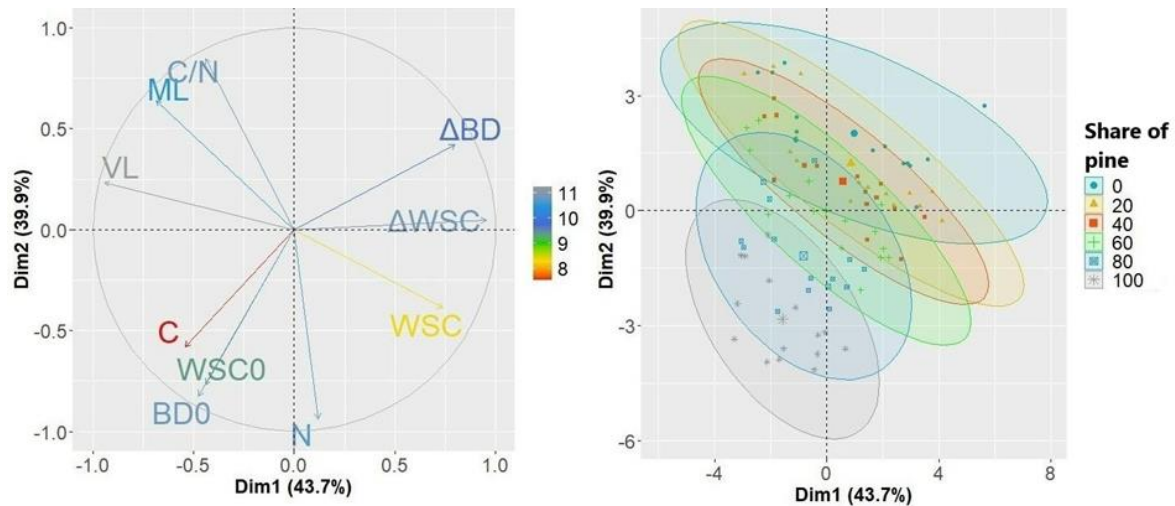 1.0
0.5
0.0
-0.5
-1.0
Dim2 (39.9%)
C/N
ML
VL
ΔBD
ΔWSC
WSC
C
WSC0
BD0
N
-1.0 -0.5 0.0 0.5 1.0
Dim1 (43.7%)
11
10
9
8
3
0
-3
-6
Dim2 (39.9%)
-4 0 4 8
Dim1 (43.7%)
Share of
pine
0
20
40
60
80
100